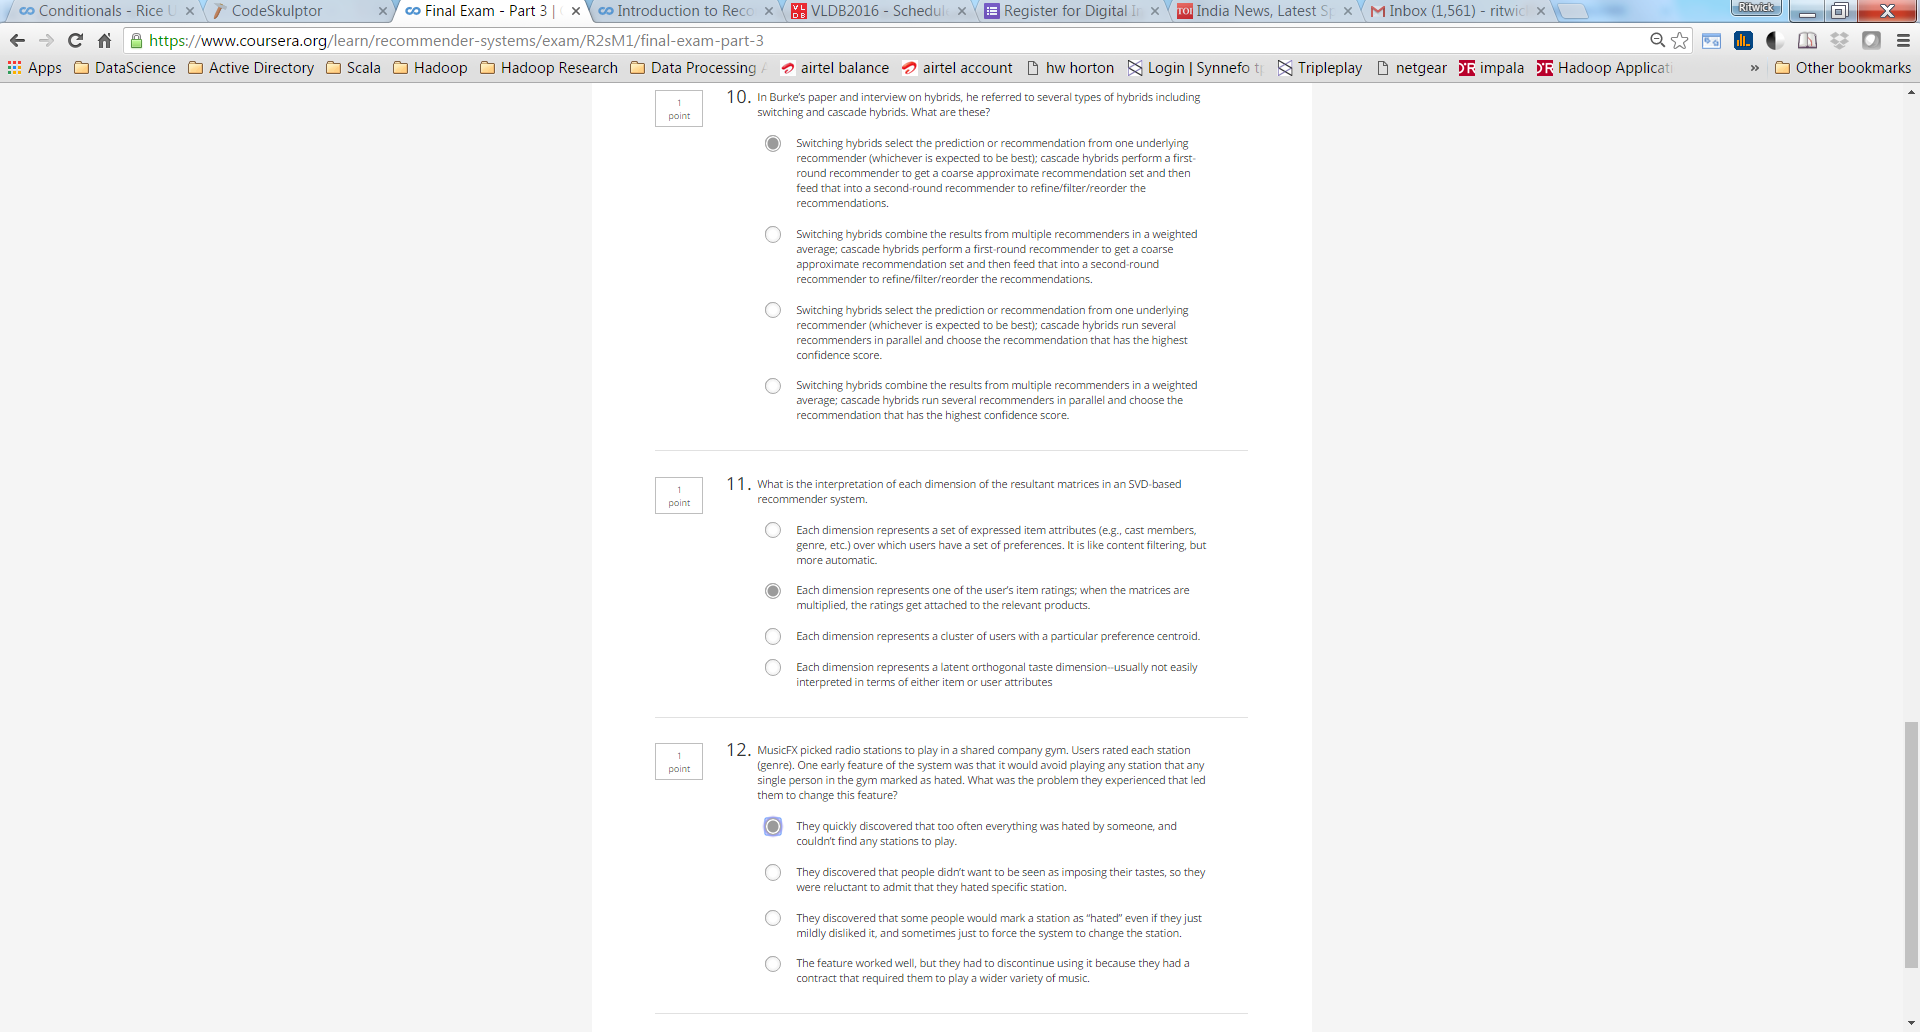 Conditionals - Rice U
CodeSkulptor
Final Exam - Part 3 |
Introduction to Reco
VLDB2016 - Schedul
Register for Digital I
India News, Latest Sp
Inbox (1,561) - ritwic
Ritwick
https://www.coursera.org/learn/recommender-systems/exam/R2sM1/final-exam-part-3
Apps
DataScience
Active Directory
Scala
Hadoop
Hadoop Research
Data Processing
airtel balance
airtel account
hw horton
Login | Synnefo
Tripleplay
netgear
impala
Hadoop Applicati
»
Other bookmarks
1
point
10. In Burke's paper and interview on hybrids, he referred to several types of hybrids including
switching and cascade hybrids. What are these?
Switching hybrids select the prediction or recommendation from one underlying
recommender (whichever is expected to be best); cascade hybrids perform a first-
round recommender to get a coarse approximate recommendation set and then
feed that into a second-round recommender to refine/filter/reorder the
recommendations.
Switching hybrids combine the results from multiple recommenders in a weighted
average; cascade hybrids perform a first-round recommender to get a coarse
approximate recommendation set and then feed that into a second-round
recommender to refine/filter/reorder the recommendations.
Switching hybrids select the prediction or recommendation from one underlying
recommender (whichever is expected to be best); cascade hybrids run several
recommenders in parallel and choose the recommendation that has the highest
confidence score.
Switching hybrids combine the results from multiple recommenders in a weighted
average; cascade hybrids run several recommenders in parallel and choose the
recommendation that has the highest confidence score.
1
point
11. What is the interpretation of each dimension of the resultant matrices in an SVD-based
recommender system.
Each dimension represents a set of expressed item attributes (e.g., cast members,
genre, etc.) over which users have a set of preferences. It is like content filtering, but
more automatic.
Each dimension represents one of the user's item ratings; when the matrices are
multiplied, the ratings get attached to the relevant products.
Each dimension represents a cluster of users with a particular preference centroid.
Each dimension represents a latent orthogonal taste dimension--usually not easily
interpreted in terms of either item or user attributes
1
point
12. MusicFX picked radio stations to play in a shared company gym. Users rated each station
(genre). One early feature of the system was that it would avoid playing any station that any
single person in the gym marked as hated. What was the problem they experienced that led
them to change this feature?
They quickly discovered that too often everything was hated by someone, and
couldn't find any stations to play.
They discovered that people didn't want to be seen as imposing their tastes, so they
were reluctant to admit that they hated specific station.
They discovered that some people would mark a station as "hated" even if they just
mildly disliked it, and sometimes just to force the system to change the station.
The feature worked well, but they had to discontinue using it because they had a
contract that required them to play a wider variety of music.